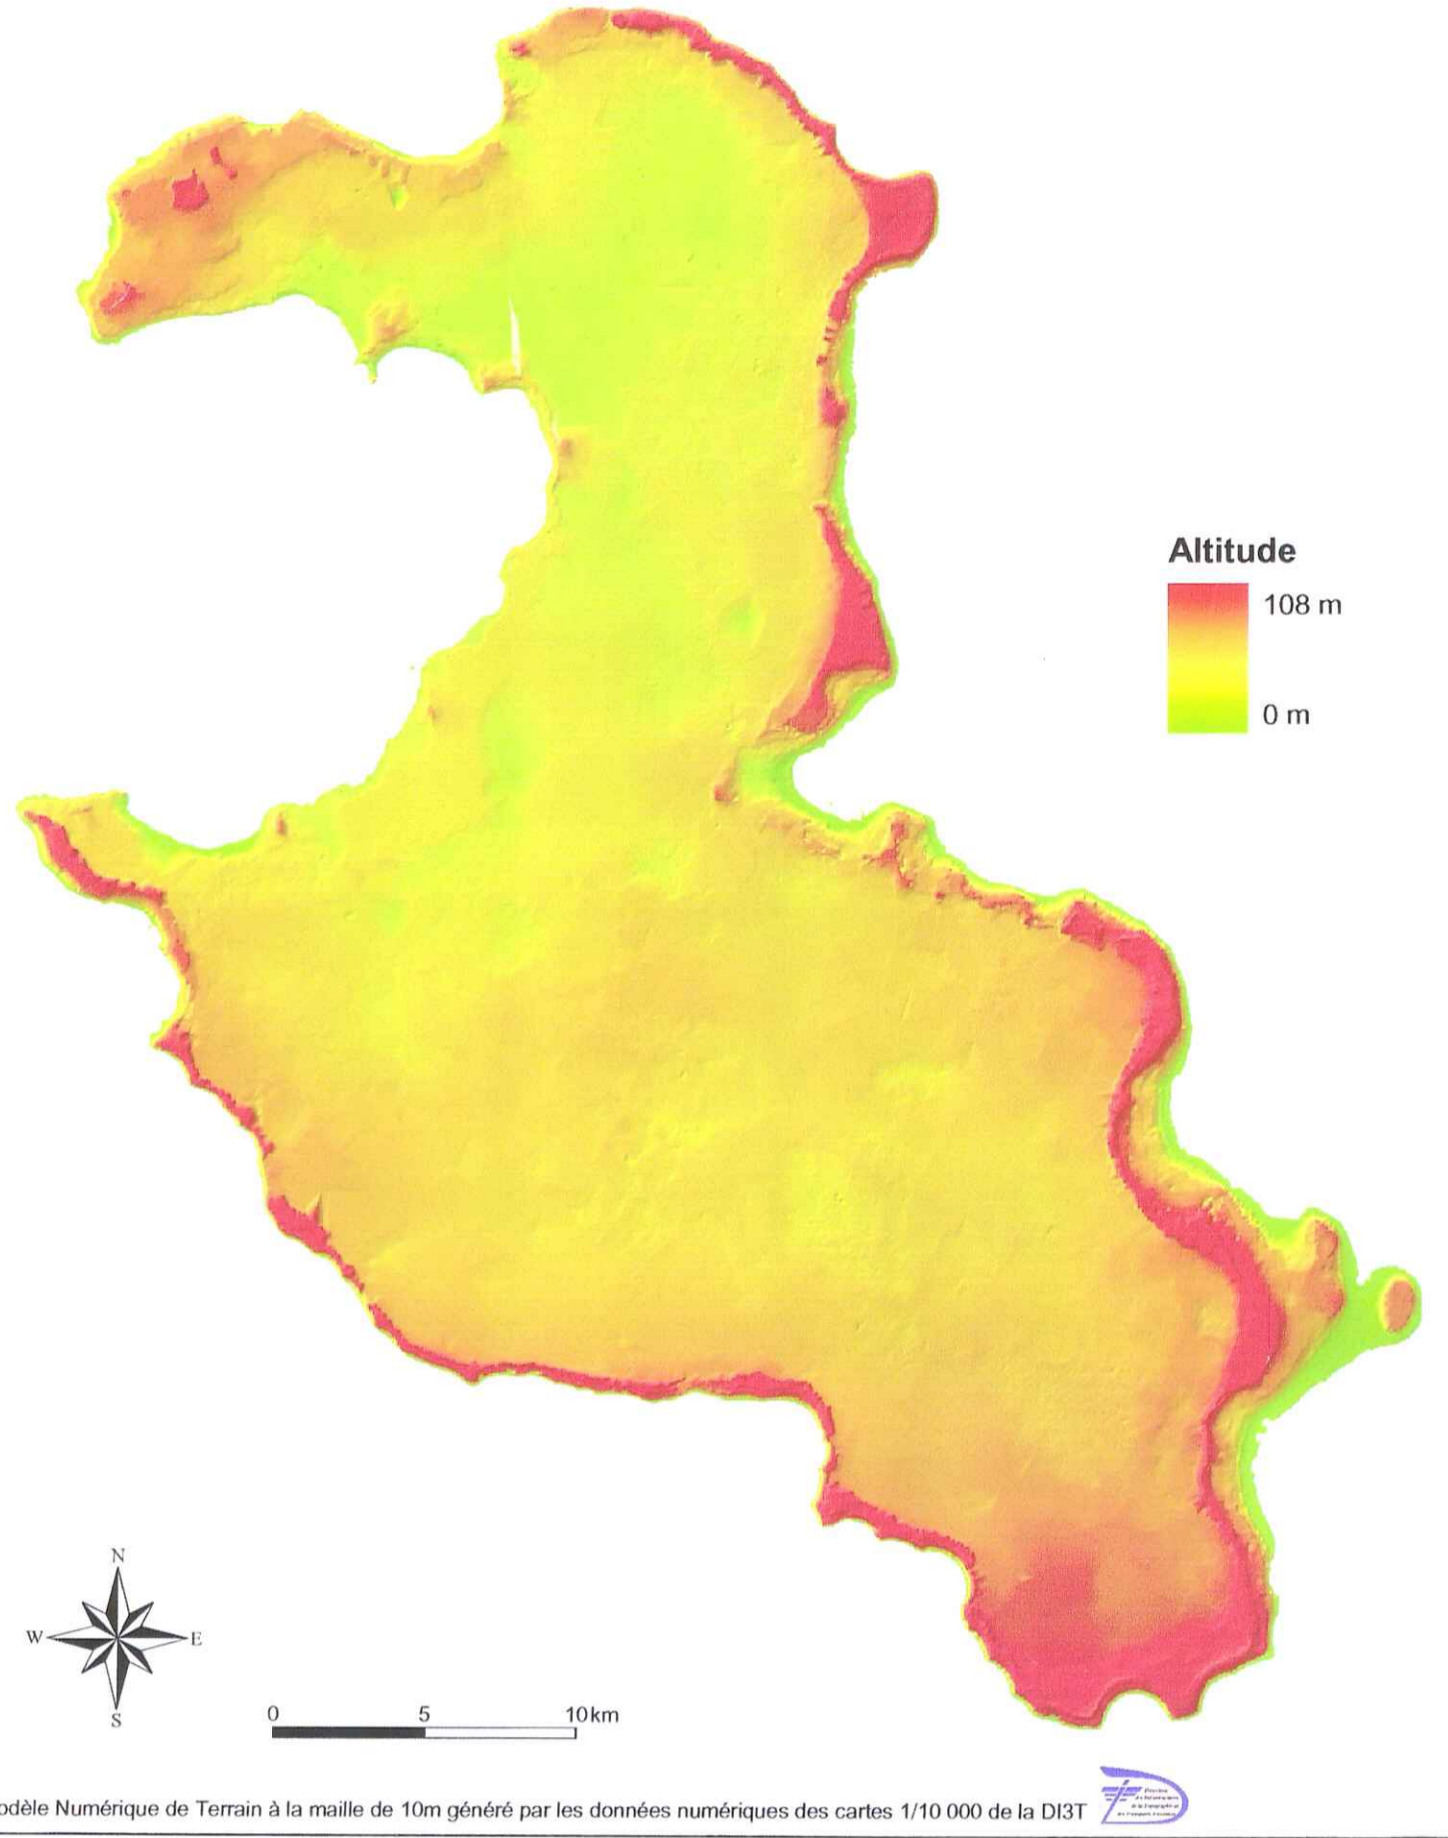 Altitude
108 m
0 m
N
W E
S
0 5 10km
odèle Numérique de Terrain à la maille de 10m généré par les données numériques des cartes 1/10 000 de la DI3T